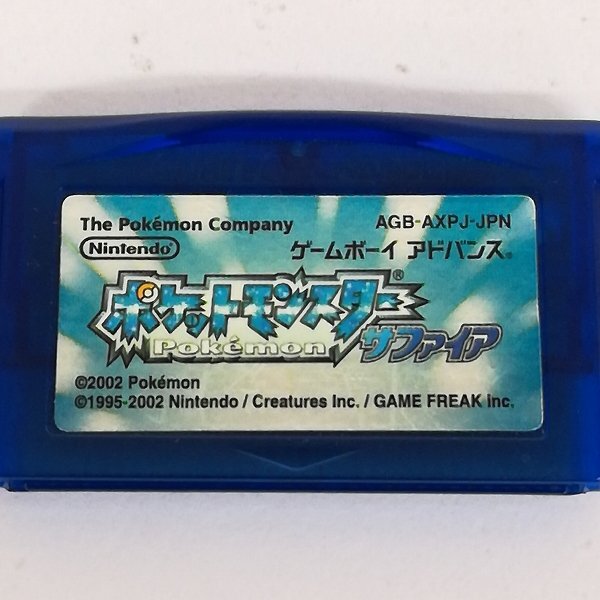 The Pokémon Company AGB-AXPJ-JPN
Nintendo ゲームボーイ アドバンス®
ポケットモンスター®
Pokémon サファイア
©2002 Pokémon
©1995-2002 Nintendo / Creatures Inc. / GAME FREAK inc.